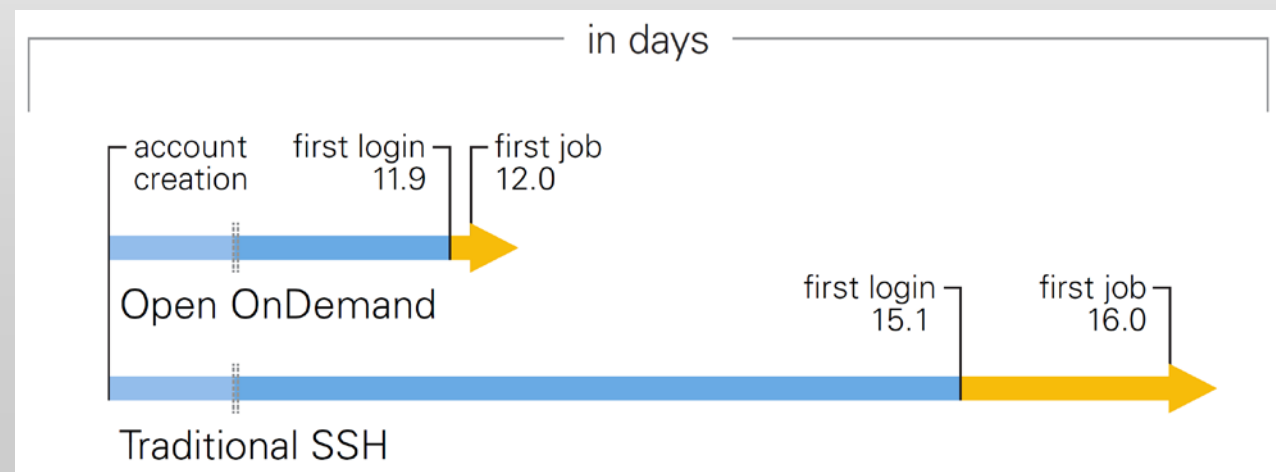 in days
account
creation
first login
11.9
first job
12.0
Open OnDemand
first login
15.1
first job
16.0
Traditional SSH